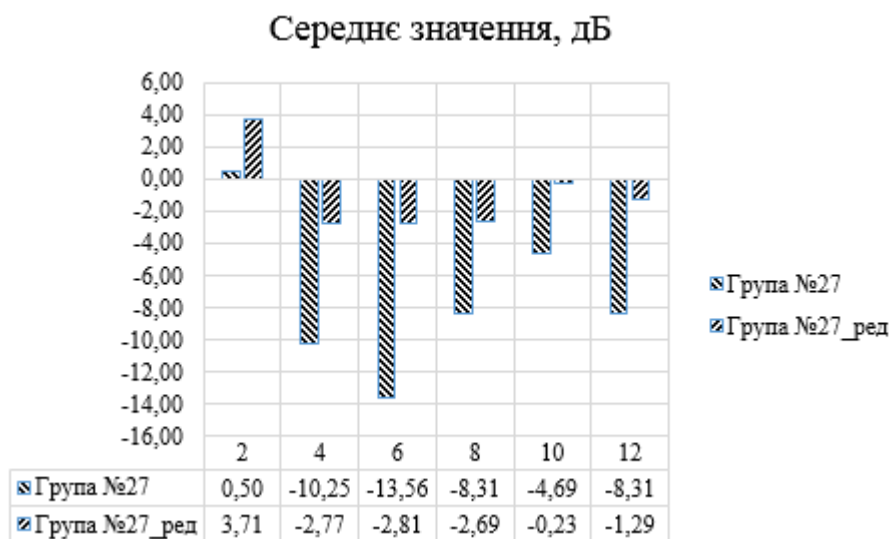 Середнє значення, дБ
6,00
4,00
2,00
0,00
-2,00
-4,00
-6,00
-8,00
-10,00
-12,00
-14,00
-16,00
Група №27
Група №27_ред
2 4 6 8 10 12
Група №27 0,50 -10,25 -13,56 -8,31 -4,69 -8,31
Група №27_ред 3,71 -2,77 -2,81 -2,69 -0,23 -1,29